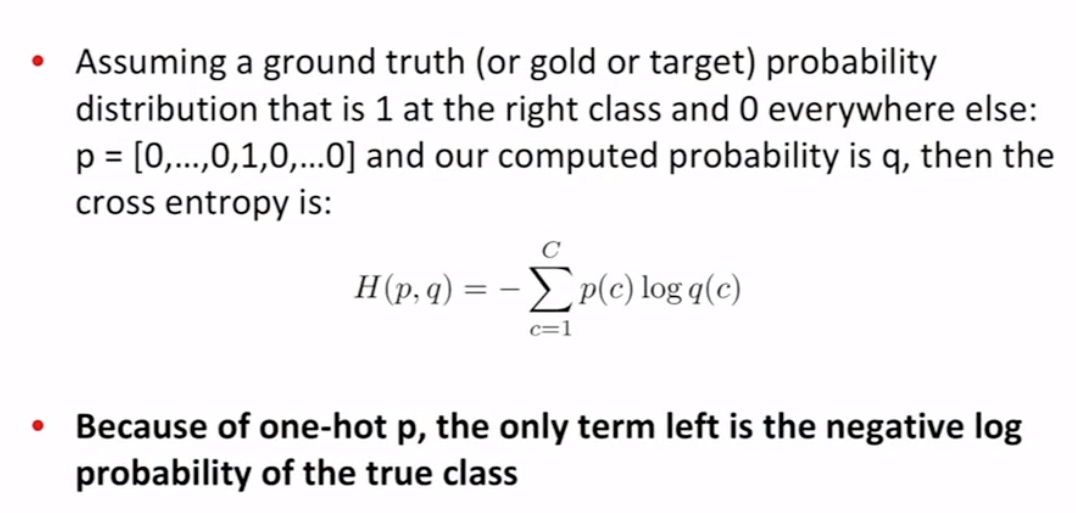 • Assuming a ground truth (or gold or target) probability
distribution that is 1 at the right class and 0 everywhere else:
p = [0,...,0,1,0,...0] and our computed probability is q, then the
cross entropy is:
H(p, q) = − ∑_{c=1}^{C} p(c) log q(c)
• Because of one-hot p, the only term left is the negative log
probability of the true class